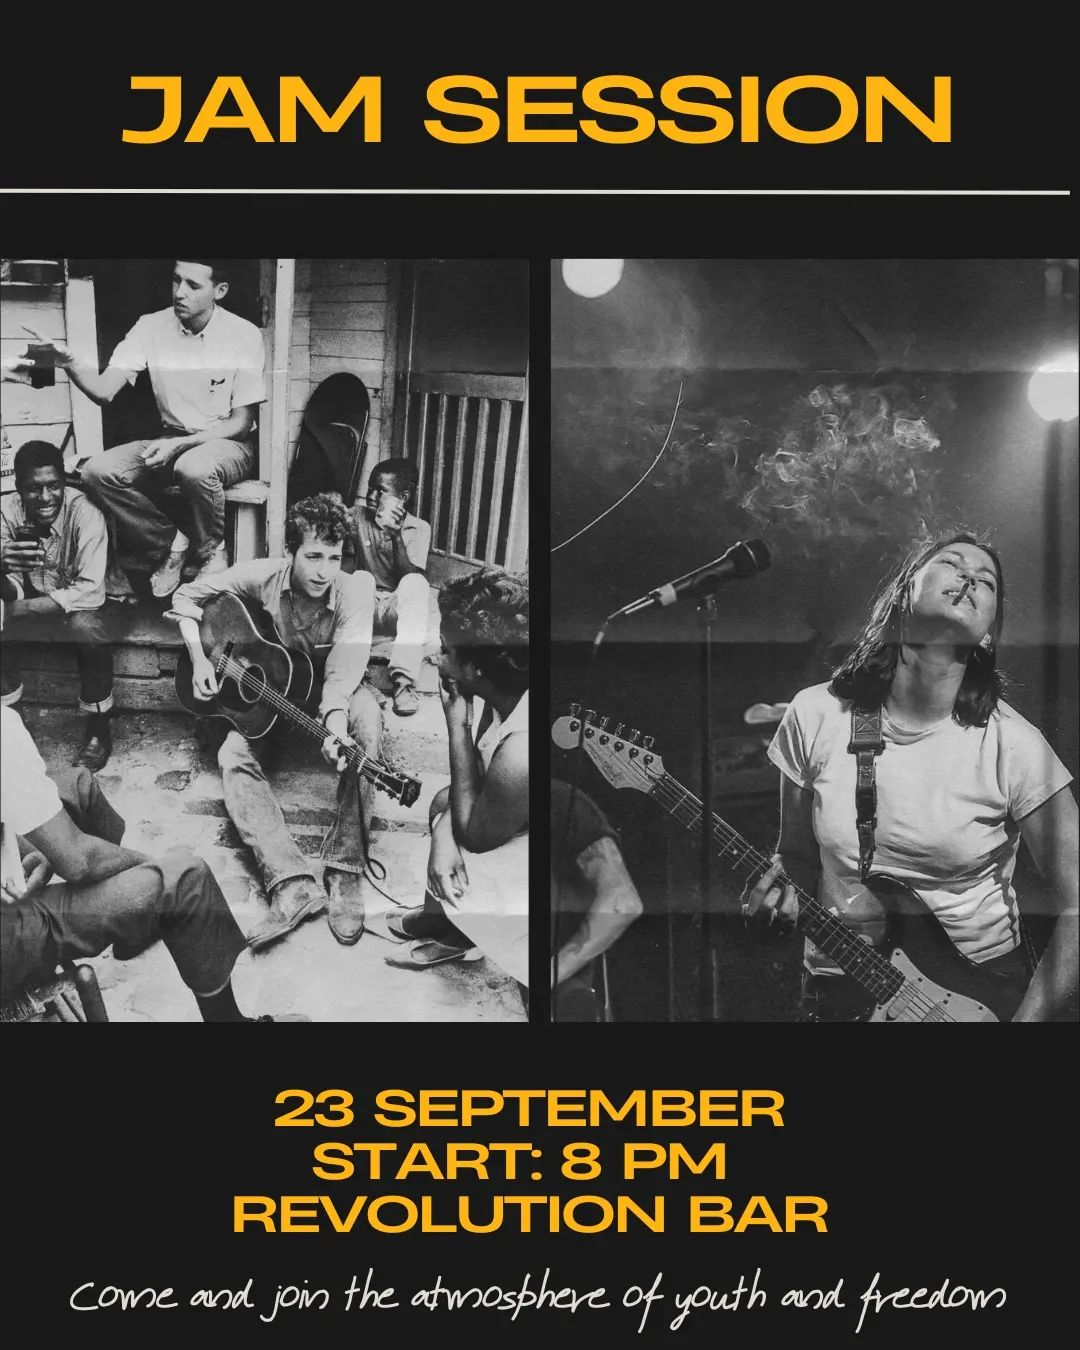 JAM SESSION
23 SEPTEMBER
START: 8 PM
REVOLUTION BAR
Come and join the atmosphere of youth and freedom